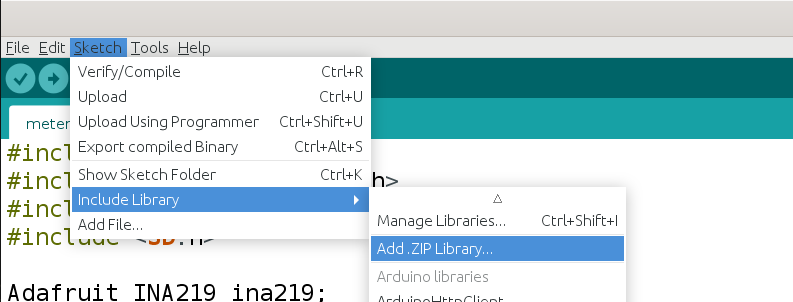 File Edit Sketch Tools Help
Verify/Compile Ctrl+R
Upload Ctrl+U
Upload Using Programmer Ctrl+Shift+U
Export compiled Binary Ctrl+Alt+S
Show Sketch Folder Ctrl+K
Include Library
Add File...
Manage Libraries... Ctrl+Shift+I
Add .ZIP Library...
Arduino libraries
ArduinoHttpClient
meter
#incl
#incl h>
#incl
#include <SD.h>
Adafruit_INA219 ina219;